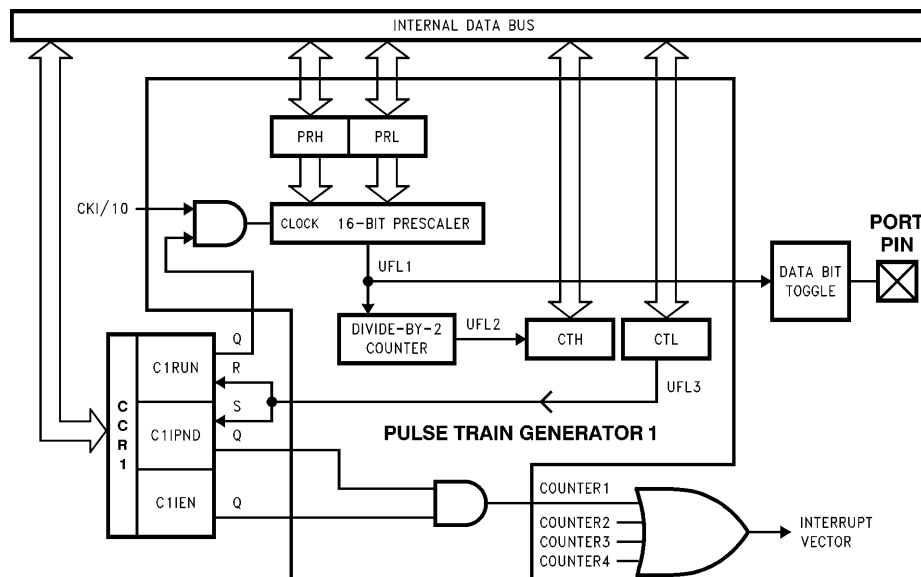 INTERNAL DATA BUS
PRH PRL
CKI/10
CLOCK 16-BIT PRESCALER
PORT
PIN
UFL1
DATA BIT
TOGGLE
DIVIDE-BY-2
COUNTER
UFL2
CTH
CTL
Q
C1RUN
R
UFL3
CCR1
S
C1IPND
Q
PULSE TRAIN GENERATOR 1
C1IEN
Q
COUNTER1
COUNTER2
COUNTER3
COUNTER4
INTERRUPT
VECTOR